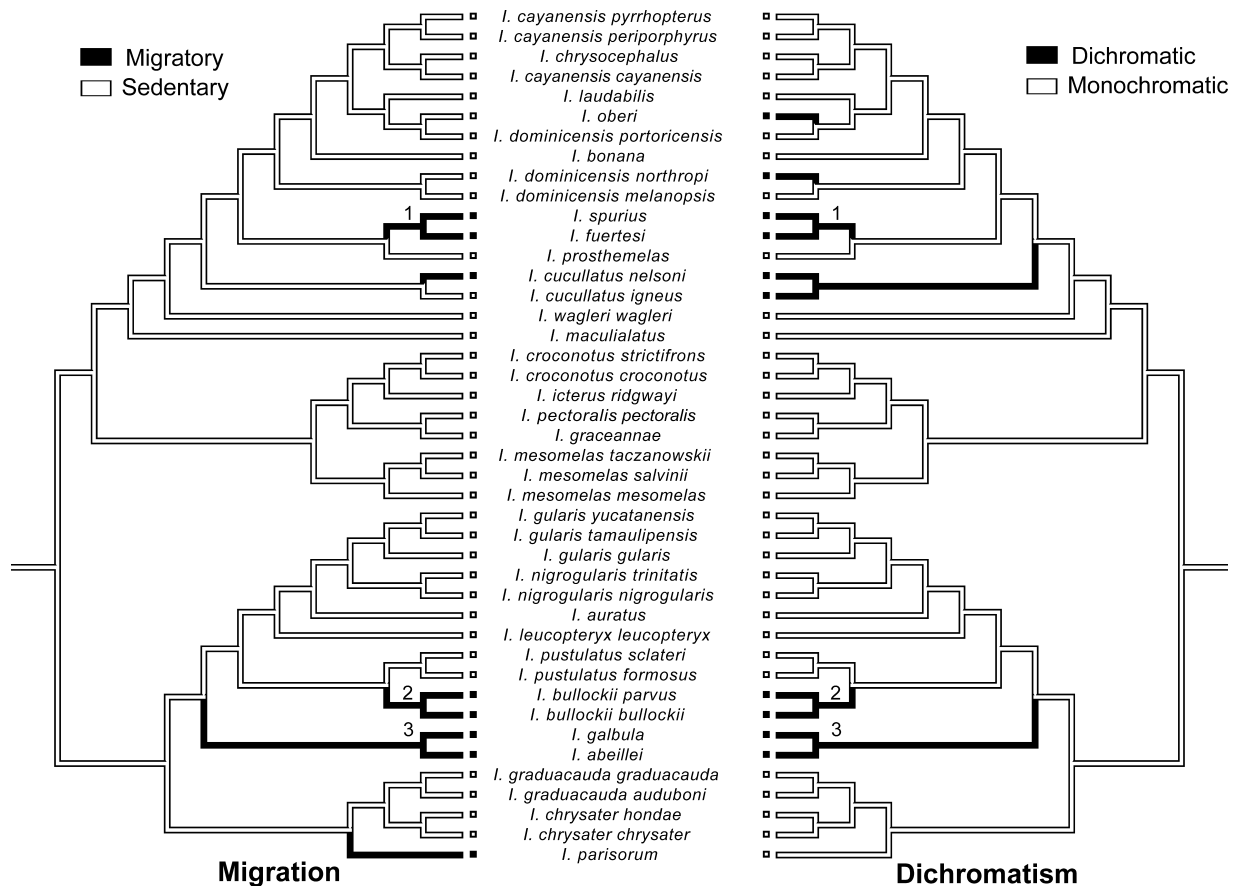 Migratory
Sedentary
Dichromatic
Monochromatic
I. cayanensis pyrrhopterus
I. cayanensis periporphyrus
I. chrysocephalus
I. cayanensis cayanensis
I. laudabilis
I. oberi
I. dominicensis portoricensis
I. bonana
I. dominicensis northropi
I. dominicensis melanopsis
1 I. spurius 1
I. fuertesi
I. prosthemelas
I. cucullatus nelsoni
I. cucullatus igneus
I. wagleri wagleri
I. maculialatus
I. croconotus strictifrons
I. croconotus croconotus
I. icterus ridgwayi
I. pectoralis pectoralis
I. graceannae
I. mesomelas taczanowskii
I. mesomelas salvinii
I. mesomelas mesomelas
I. gularis yucatanensis
I. gularis tamaulipensis
I. gularis gularis
I. nigrogularis trinitatis
I. nigrogularis nigrogularis
I. auratus
I. leucopteryx leucopteryx
I. pustulatus sclateri
I. pustulatus formosus
2 I. bullockii parvus 2
I. bullockii bullockii
3 I. galbula 3
I. abeillei
I. graduacauda graduacauda
I. graduacauda auduboni
I. chrysater hondae
I. chrysater chrysater
I. parisorum
Migration
Dichromatism